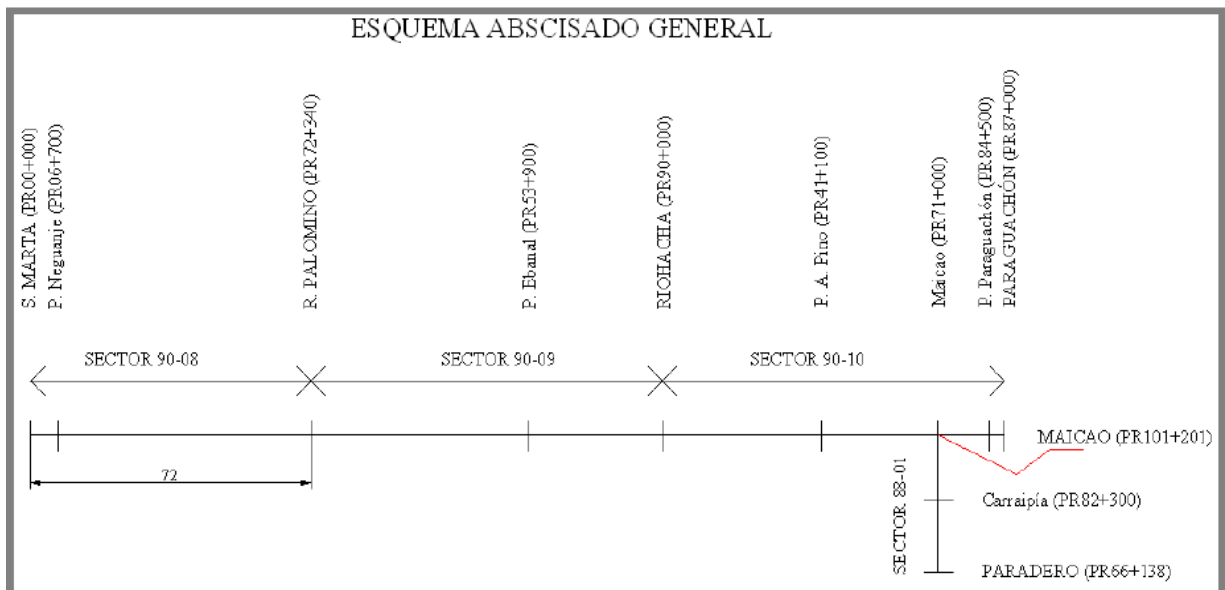 ESQUEMA ABSCISADO GENERAL
S. MARTA (PR00+000)
P. Neguanje (PR06+700)
R. PALOMINO (PR72+340)
P. Ebanal (PR53+900)
RIOHACHA (PR90+000)
P. A. Pino (PR41+100)
Maicao (PR71+000)
P. Paraguachón (PR84+500)
PARAGUACHÓN (PR87+000)
SECTOR 90-08
SECTOR 90-09
SECTOR 90-10
MAICAO (PR101+201)
72
SECTOR 88-01
Carraipía (PR82+300)
PARADERO (PR66+138)